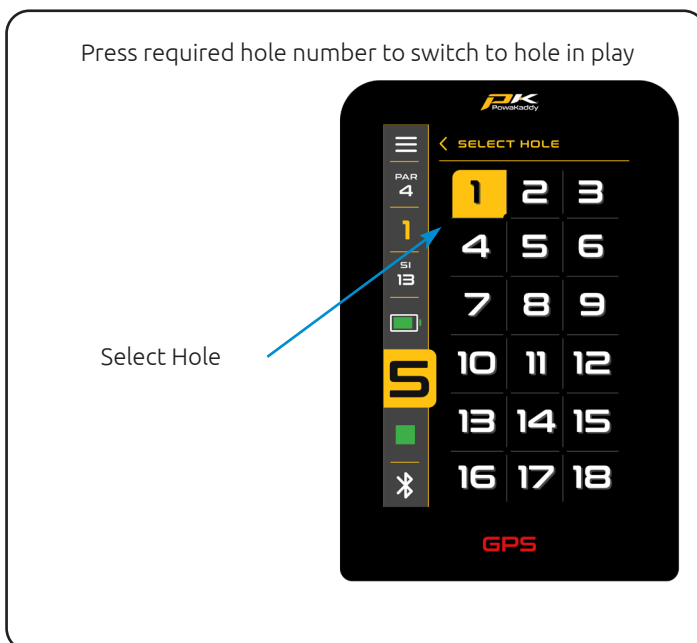 Press required hole number to switch to hole in play
PK
PowaKaddy
SELECT HOLE
PAR
4
1
SI
13
S
1 2 3
4 5 6
7 8 9
10 11 12
13 14 15
16 17 18
Select Hole
GPS